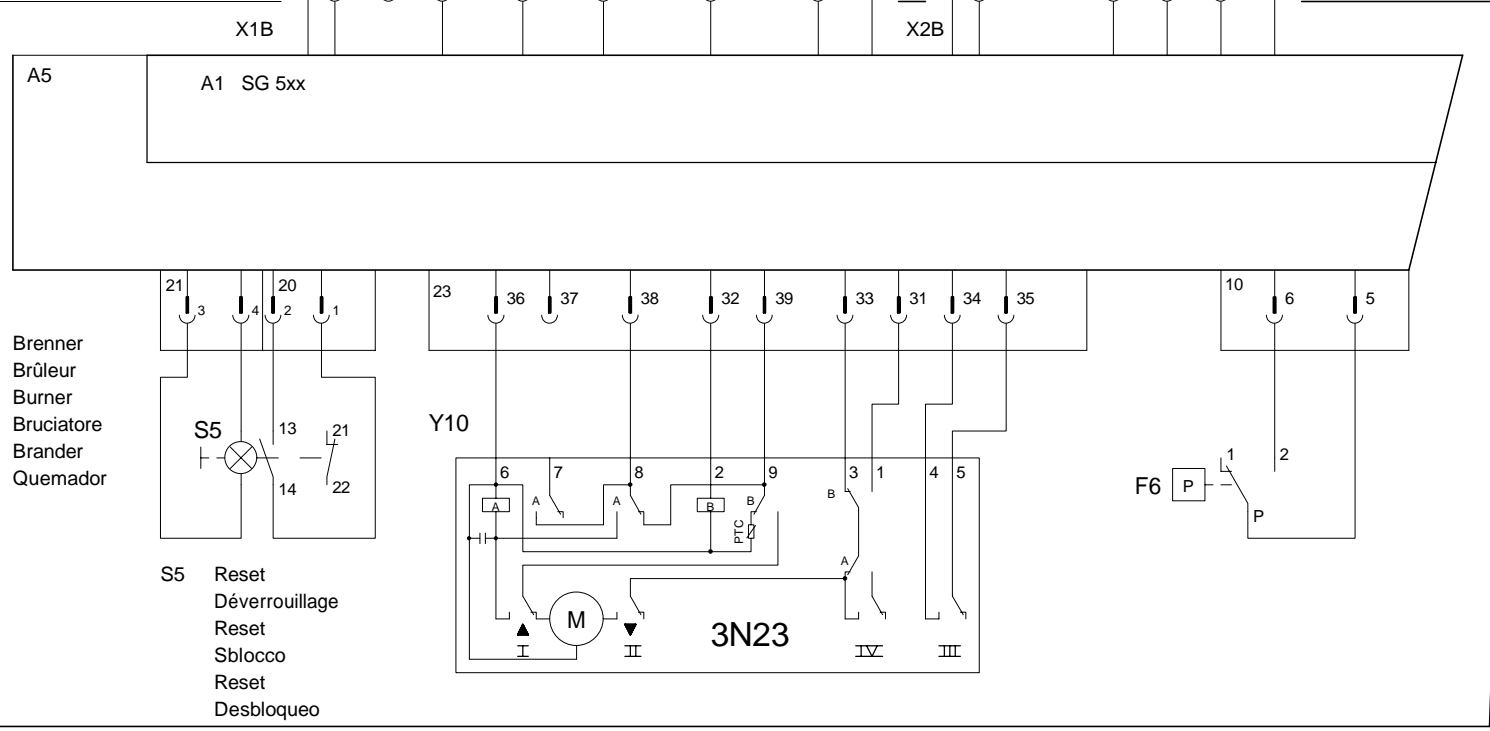 X1B
X2B
A5
A1 SG 5xx
21
20
23
10
3
4
2
1
36
37
38
32
39
33
31
34
35
6
5
Brenner
Brûleur
Burner
Bruciatore
Brander
Quemador
S5
13
21
14
22
Y10
6
7
8
2
9
3
1
4
5
A
A
A
B
B
B
PTC
A
M
3N23
I
II
IV
III
F6
P
1
2
P
S5 Reset
Déverrouillage
Reset
Sblocco
Reset
Desbloqueo